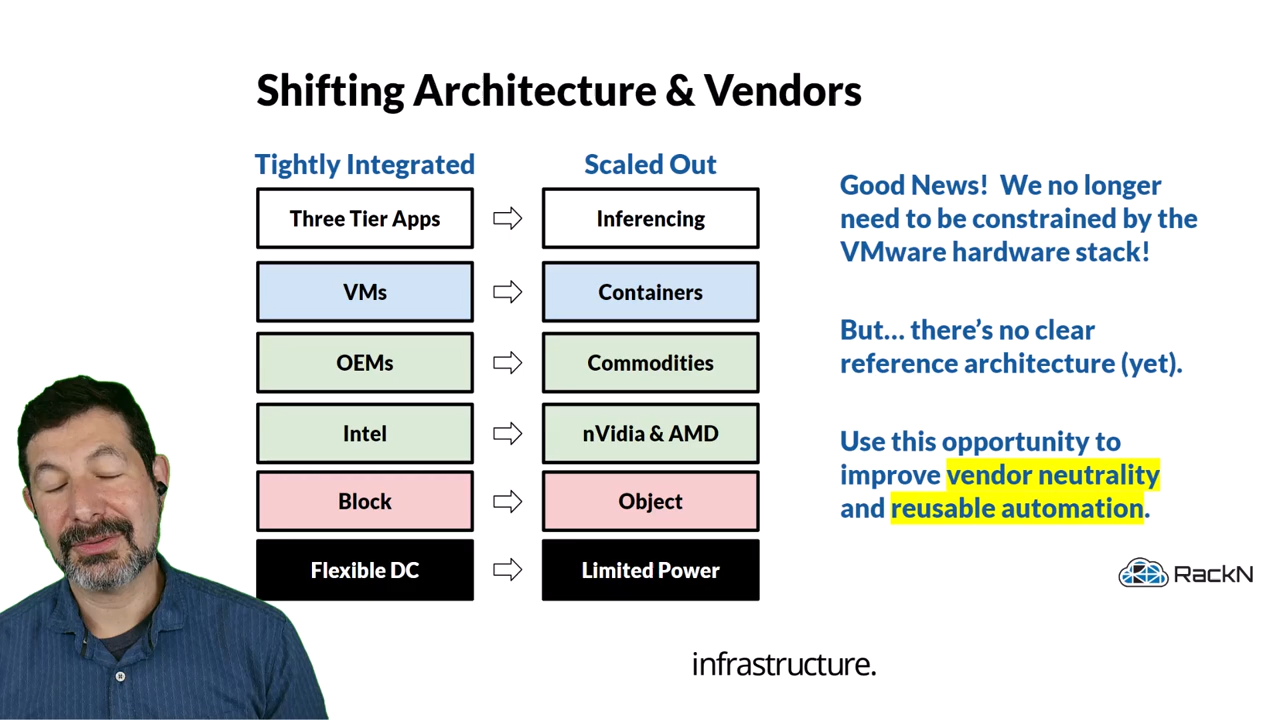 Shifting Architecture & Vendors
Tightly Integrated
Scaled Out
Three Tier Apps
Inferencing
VMs
Containers
OEMs
Commodities
Intel
nVidia & AMD
Block
Object
Flexible DC
Limited Power
Good News! We no longer
need to be constrained by the
VMware hardware stack!
But... there's no clear
reference architecture (yet).
Use this opportunity to
improve vendor neutrality
and reusable automation.
RackN
infrastructure.